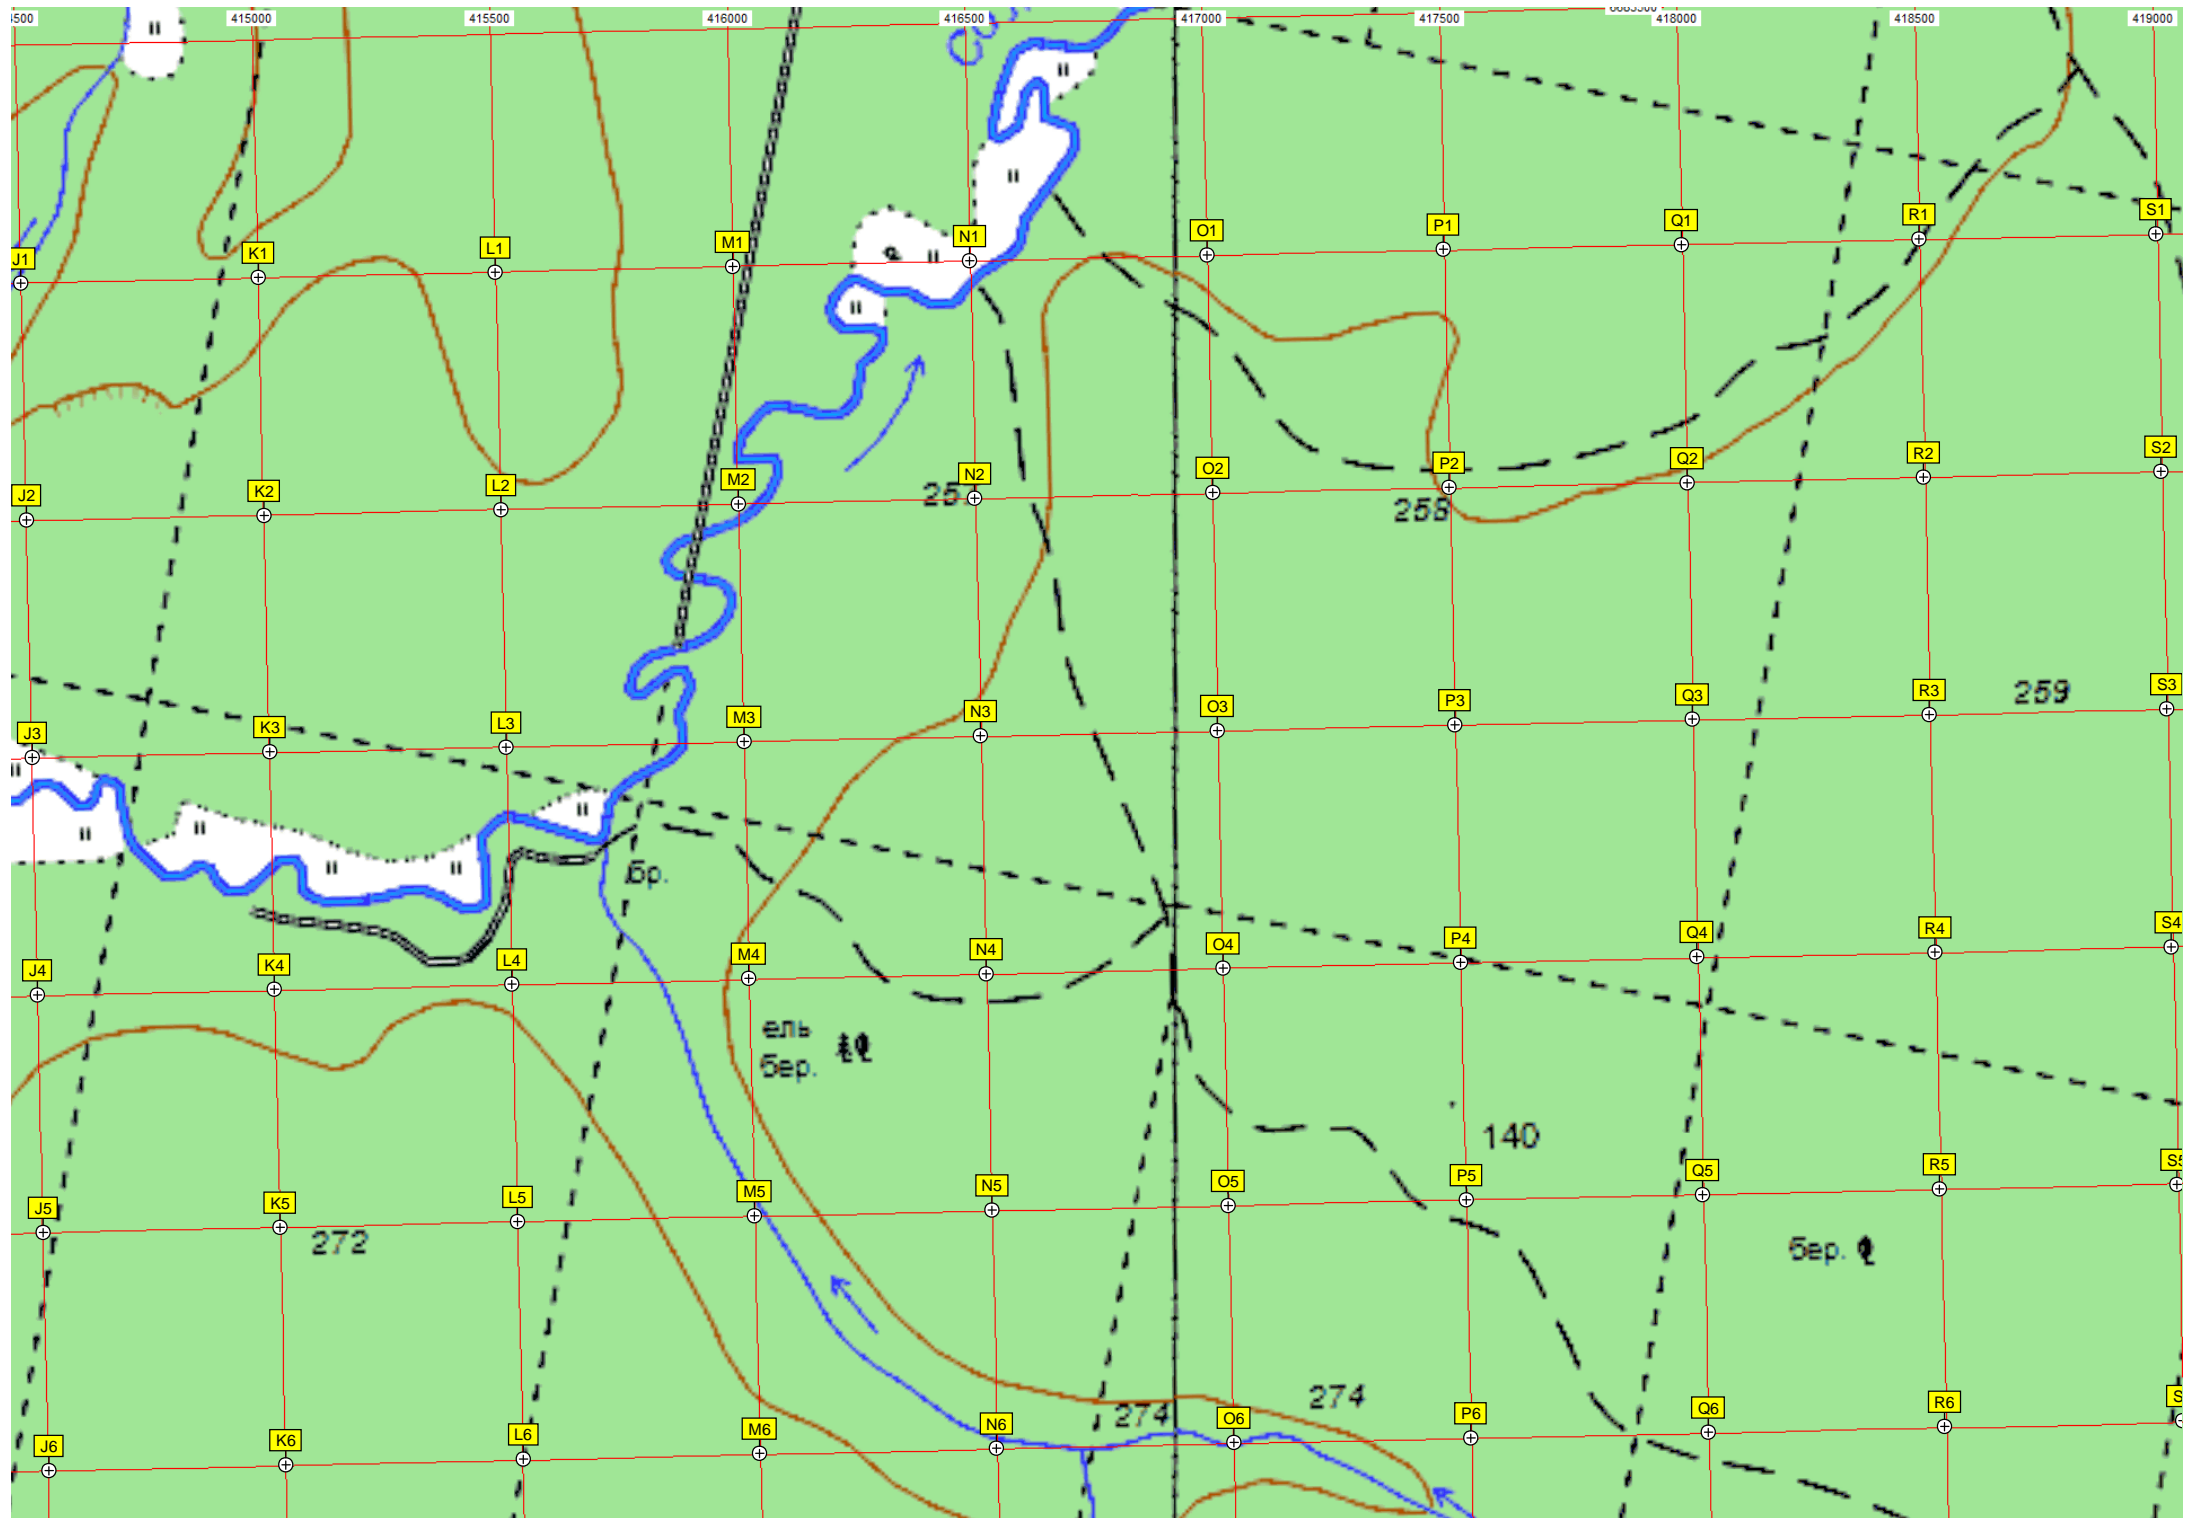 415000 415500 416000 416500 417000 417500 418000 418500 419000
J1 K1 L1 M1 N1 O1 P1 Q1 R1 S1
J2 K2 L2 M2 N2 O2 P2 Q2 R2 S2
258
J3 K3 L3 M3 N3 O3 P3 Q3 R3 S3
259
бр.
J4 K4 L4 M4 N4 O4 P4 Q4 R4 S4
ель
бер.
140
J5 K5 L5 M5 N5 O5 P5 Q5 R5 S5
272
бер.
274
274
J6 K6 L6 M6 N6 O6 P6 Q6 R6